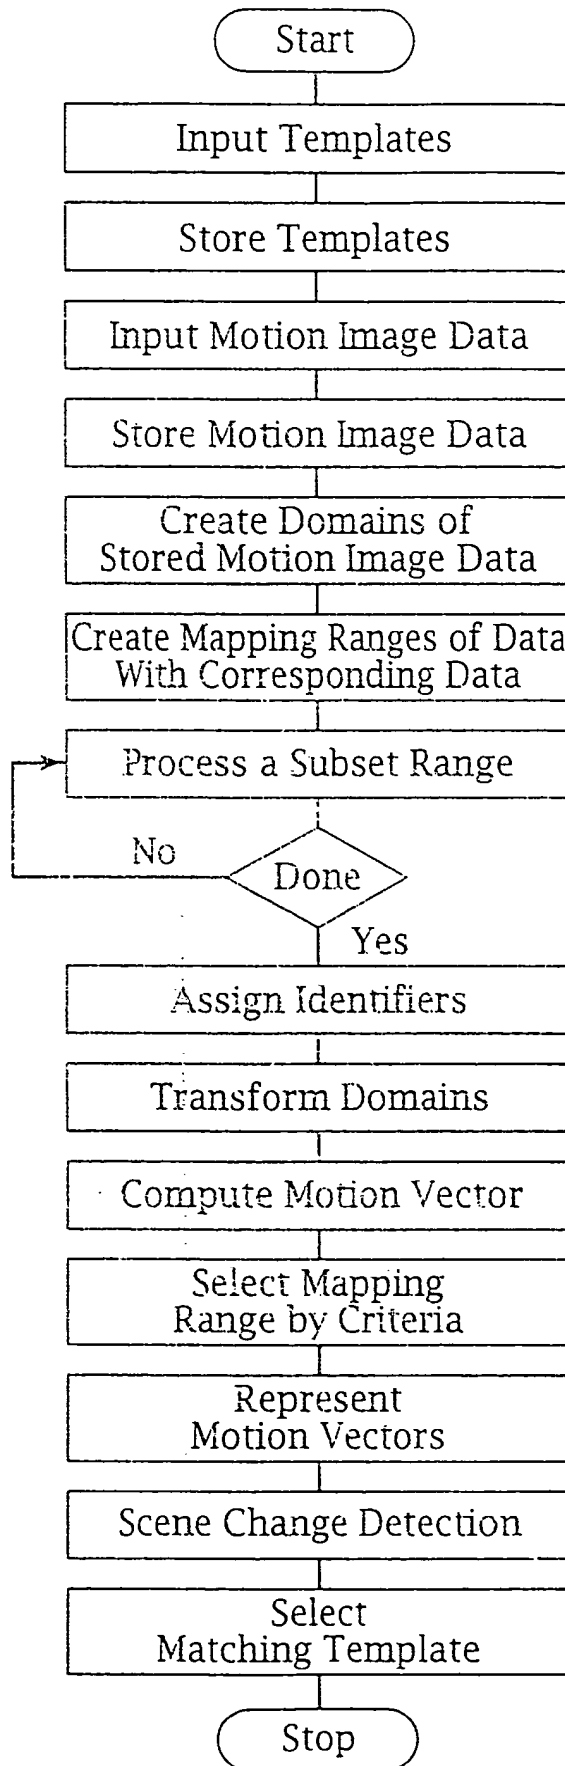 Start
Input Templates
Store Templates
Input Motion Image Data
Store Motion Image Data
Create Domains of
Stored Motion Image Data
Create Mapping Ranges of Data
With Corresponding Data
Process a Subset Range
No
Done
Yes
Assign Identifiers
Transform Domains
Compute Motion Vector
Select Mapping
Range by Criteria
Represent
Motion Vectors
Scene Change Detection
Select
Matching Template
Stop